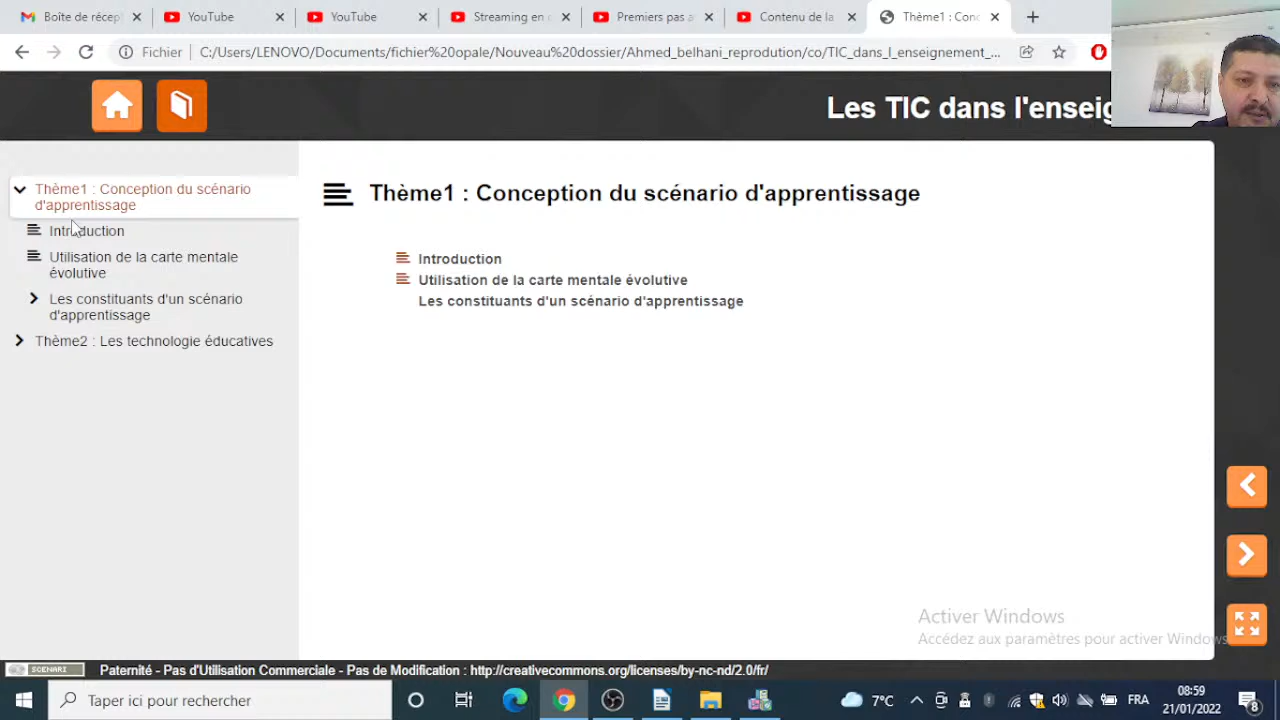 Boîte de récep
YouTube
YouTube
Streaming en c
Premiers pas a
Contenu de la
Thème1 : Conc
Fichier
C:/Users/LENOVO/Documents/fichier%20opale/Nouveau%20dossier/Ahmed_belhani_reprodution/co/TIC_dans_l_enseignement_...
Les TIC dans l'enseig
Thème1 : Conception du scénario
d'apprentissage
Introduction
Utilisation de la carte mentale
évolutive
Les constituants d'un scénario
d'apprentissage
Thème2 : Les technologie éducatives
Thème1 : Conception du scénario d'apprentissage
Introduction
Utilisation de la carte mentale évolutive
Les constituants d'un scénario d'apprentissage
Activer Windows
Accédez aux paramètres pour activer Windows.
SCENARI
Paternité - Pas d'Utilisation Commerciale - Pas de Modification : http://creativecommons.org/licenses/by-nc-nd/2.0/fr/
Taper ici pour rechercher
7°C
FRA
08:59
21/01/2022
8